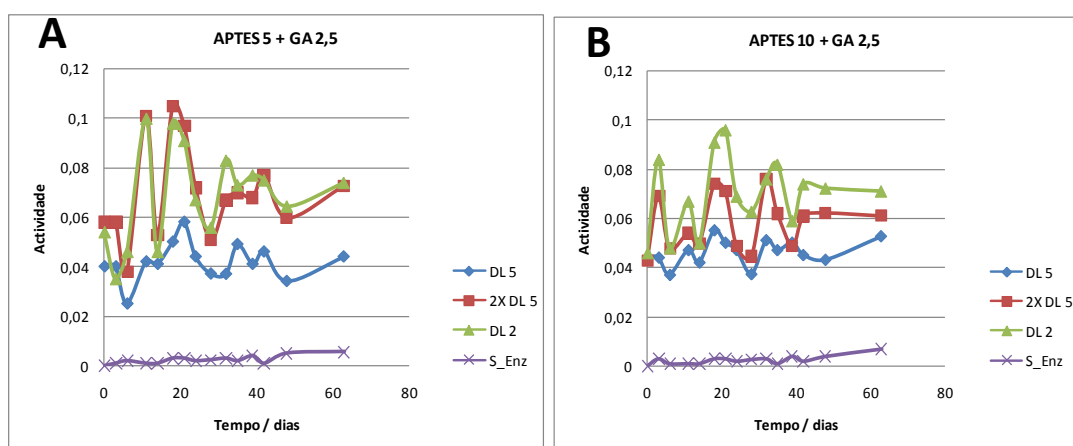 A
APTES 5 + GA 2,5
0,12
0,1
0,08
0,06
0,04
0,02
0
Actividade
0
20
40
60
80
Tempo / dias
DL 5
2X DL 5
DL 2
S_Enz
B
APTES 10 + GA 2,5
0,12
0,1
0,08
0,06
0,04
0,02
0
Actividade
0
20
40
60
80
Tempo / dias
DL 5
2X DL 5
DL 2
S_Enz